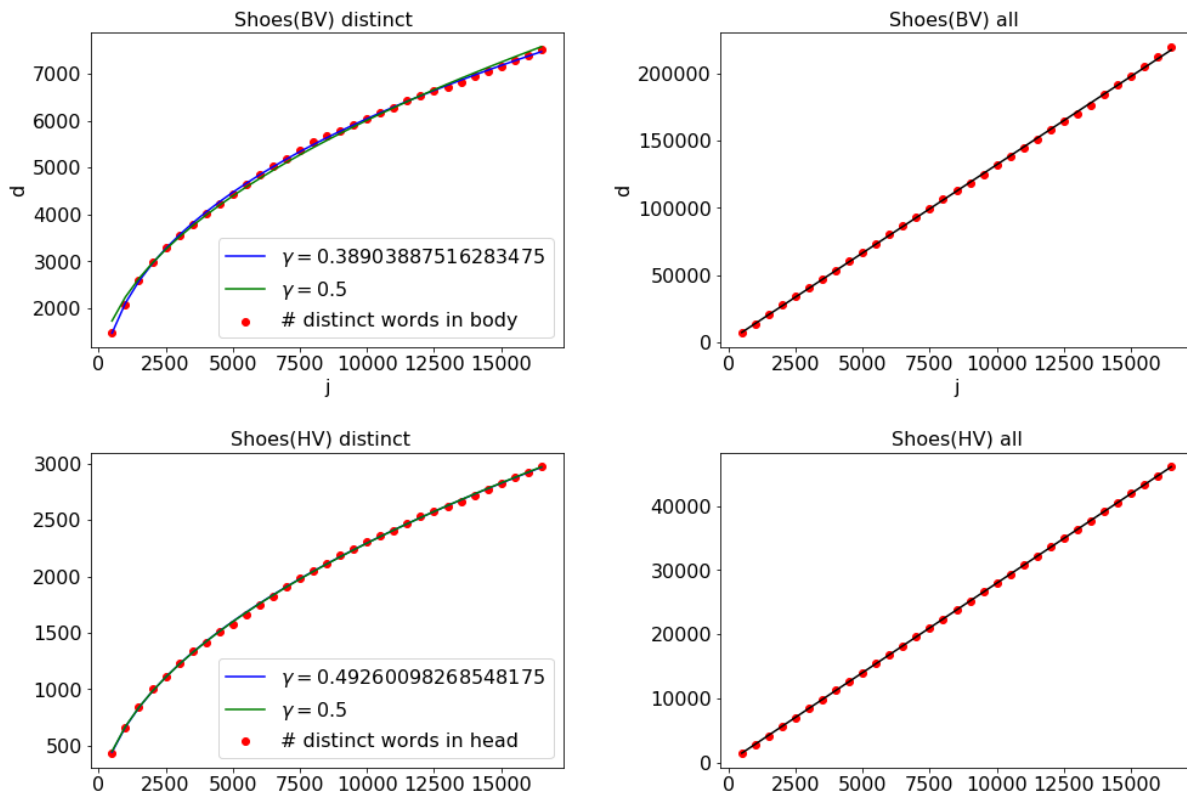 Shoes(BV) distinct
7000
6000
5000
4000
3000
2000
d
γ = 0.38903887516283475
γ = 0.5
# distinct words in body
0 2500 5000 7500 10000 12500 15000
j
Shoes(BV) all
200000
150000
100000
50000
0
d
0 2500 5000 7500 10000 12500 15000
j
Shoes(HV) distinct
3000
2500
2000
1500
1000
500
γ = 0.49260098268548175
γ = 0.5
# distinct words in head
0 2500 5000 7500 10000 12500 15000
Shoes(HV) all
40000
30000
20000
10000
0
0 2500 5000 7500 10000 12500 15000